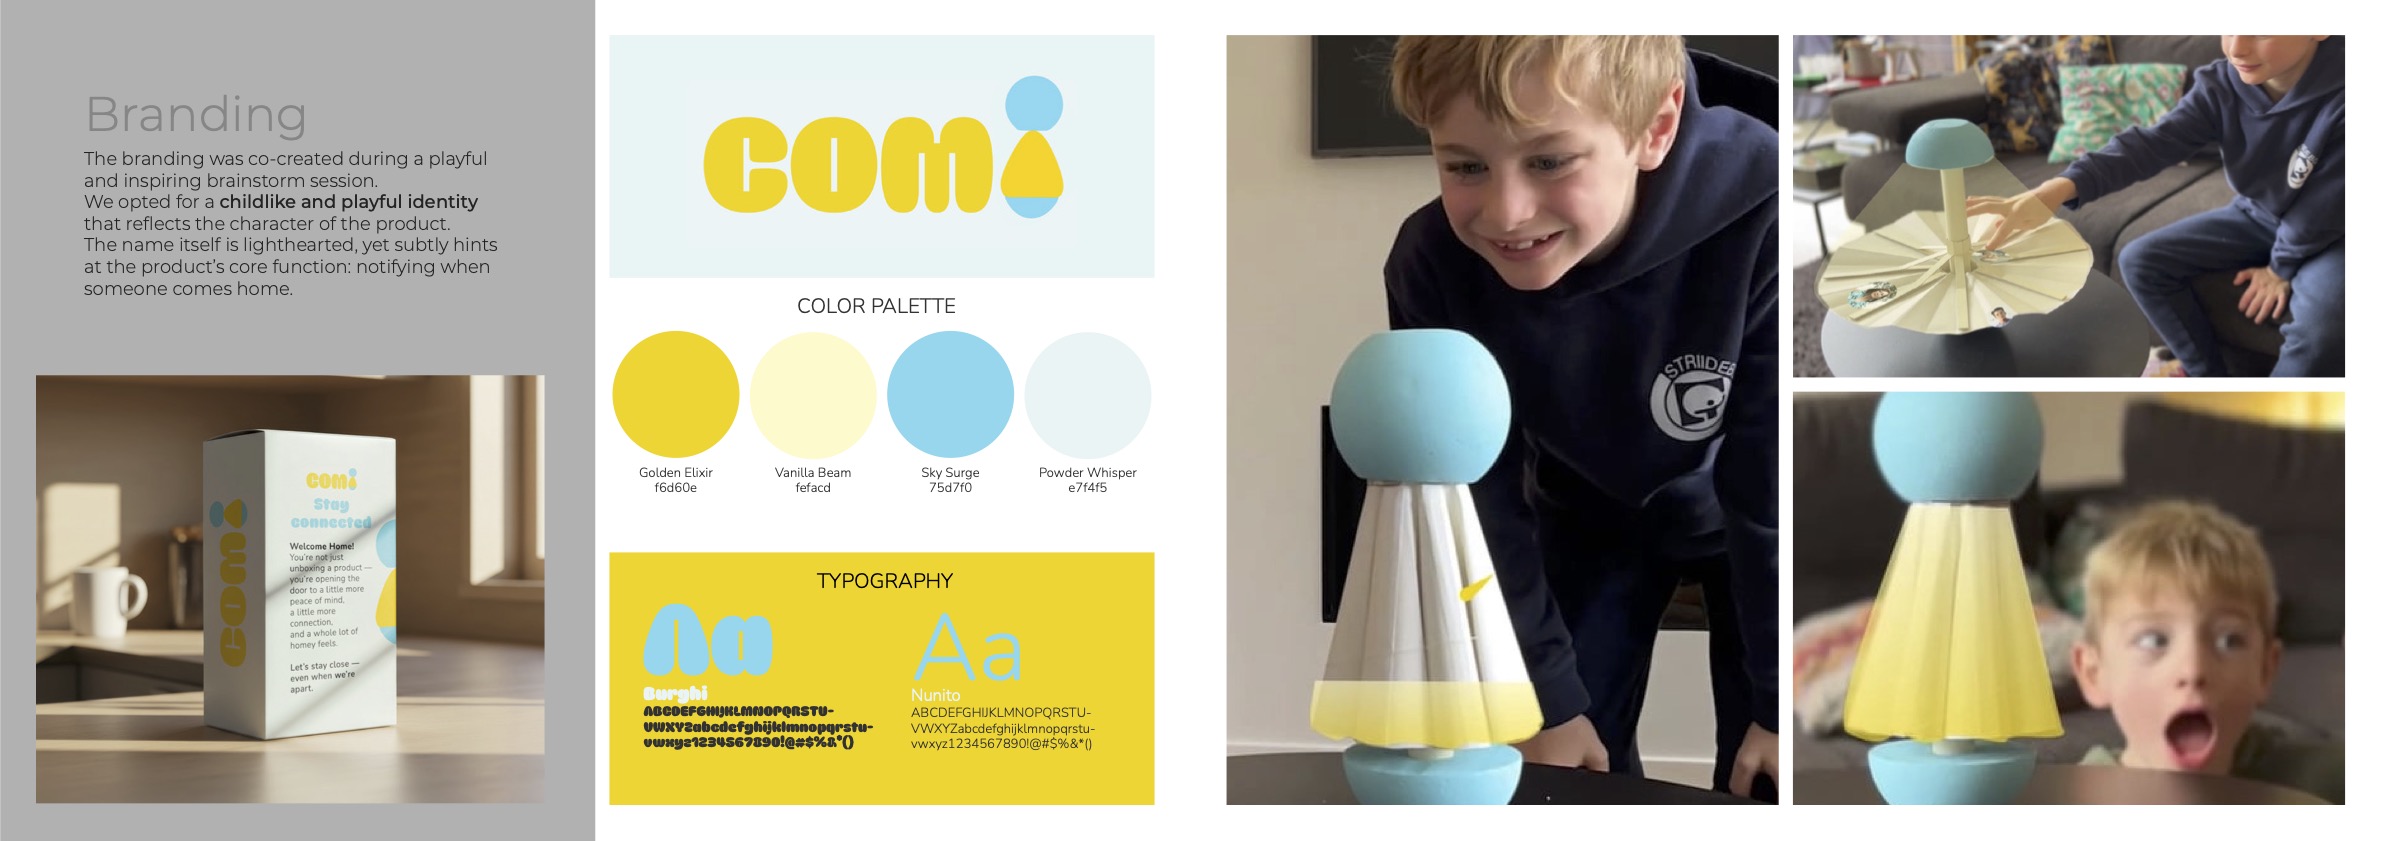 Branding
The branding was co-created during a playful
and inspiring brainstorm session.
We opted for a childlike and playful identity
that reflects the character of the product.
The name itself is lighthearted, yet subtly hints
at the product's core function: notifying when
someone comes home.
comi
comi
Stay
connected
Welcome Home!
You're not just
unboxing a product —
you're opening the
door to a little more
peace of mind,
a little more
connection,
and a whole lot of
homey feels.
Let's stay close —
even when we're
apart.
comi
COLOR PALETTE
Golden Elixir
f6d60e
Vanilla Beam
fefacd
Sky Surge
75d7f0
Powder Whisper
e7f4f5
TYPOGRAPHY
Aa
Burghi
ABCDEFGHIJKLMNOPQRSTU-
VWXYZabcdefghijklmnopqrstu-
vwxyz1234567890!@#$%&*()
Aa
Nunito
ABCDEFGHIJKLMNOPQRSTU-
VWXYZabcdefghijklmnopqrstu-
vwxyz1234567890!@#$%&*()